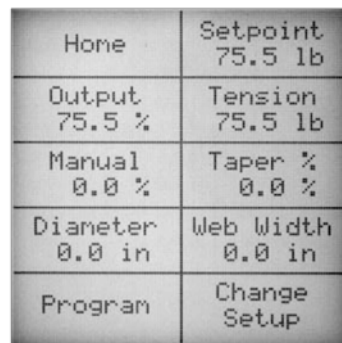 Home
Setpoint
75.5 lb
Output
75.5 %
Tension
75.5 lb
Manual
0.0 %
Taper %
0.0 %
Diameter
0.0 in
Web Width
0.0 in
Program
Change
Setup